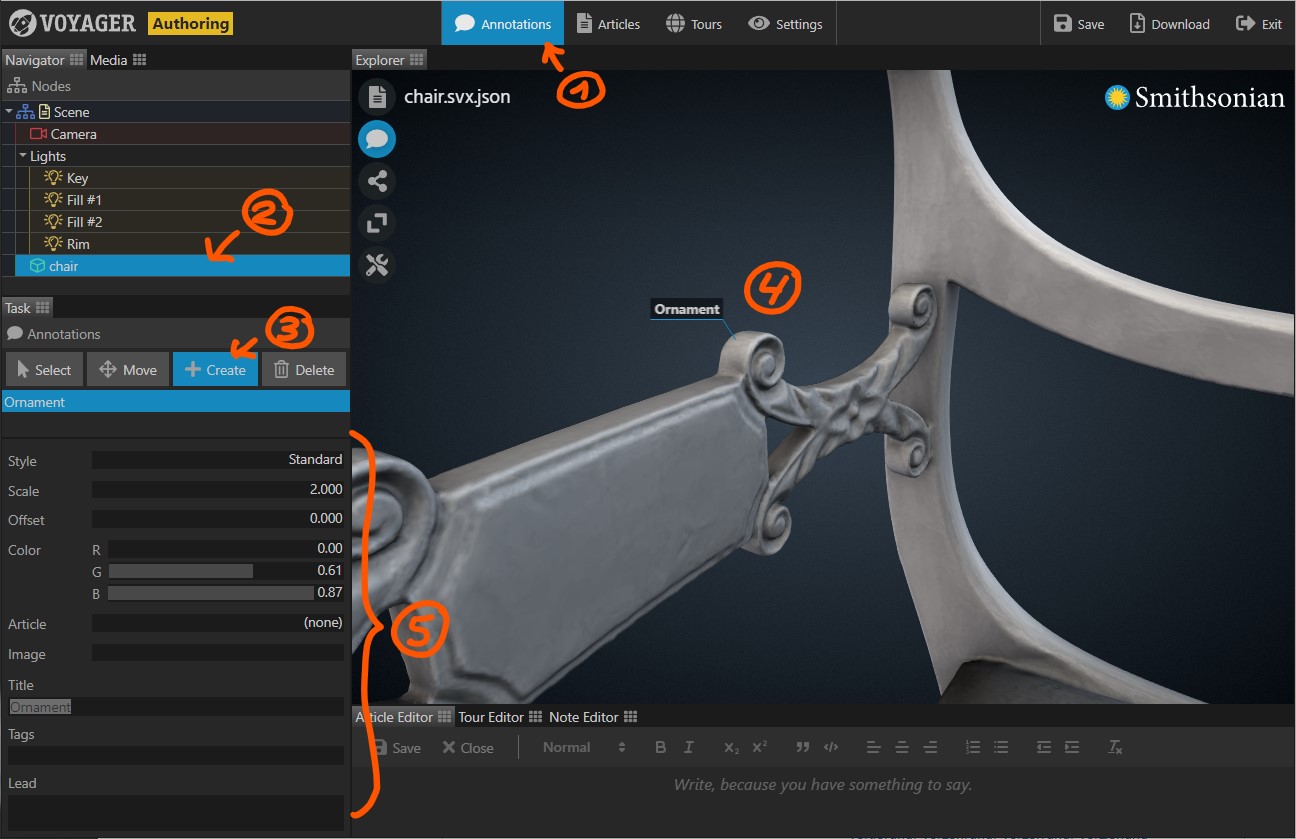 VOYAGER Authoring Annotations Articles Tours Settings Save Download Exit
1
Navigator Media
Nodes
Scene
Camera
Lights
Key
Fill #1
Fill #2
Rim
chair
2
Task
Annotations
3
Select Move Create Delete
Ornament
Style Standard
Scale 2.000
Offset 0.000
Color R 0.00
G 0.61
B 0.87
Article (none)
Image
Title
Ornament
Tags
Lead
5
Explorer
chair.svx.json
Smithsonian
4
Ornament
Article Editor Tour Editor Note Editor
Save Close Normal B I X₂ X² ” </> Tx
Write, because you have something to say.